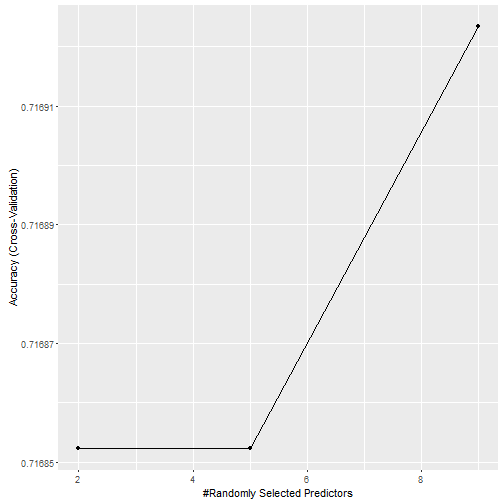 Accuracy (Cross-Validation)
0.71691
0.71689
0.71687
0.71685
2 4 6 8
#Randomly Selected Predictors